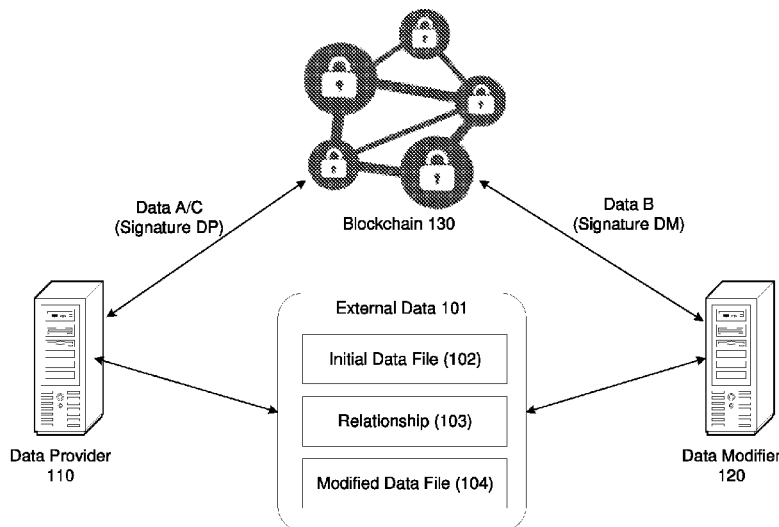 Data A/C
(Signature DP)
Blockchain 130
Data B
(Signature DM)
External Data 101
Initial Data File (102)
Relationship (103)
Modified Data File (104)
Data Provider
110
Data Modifier
120